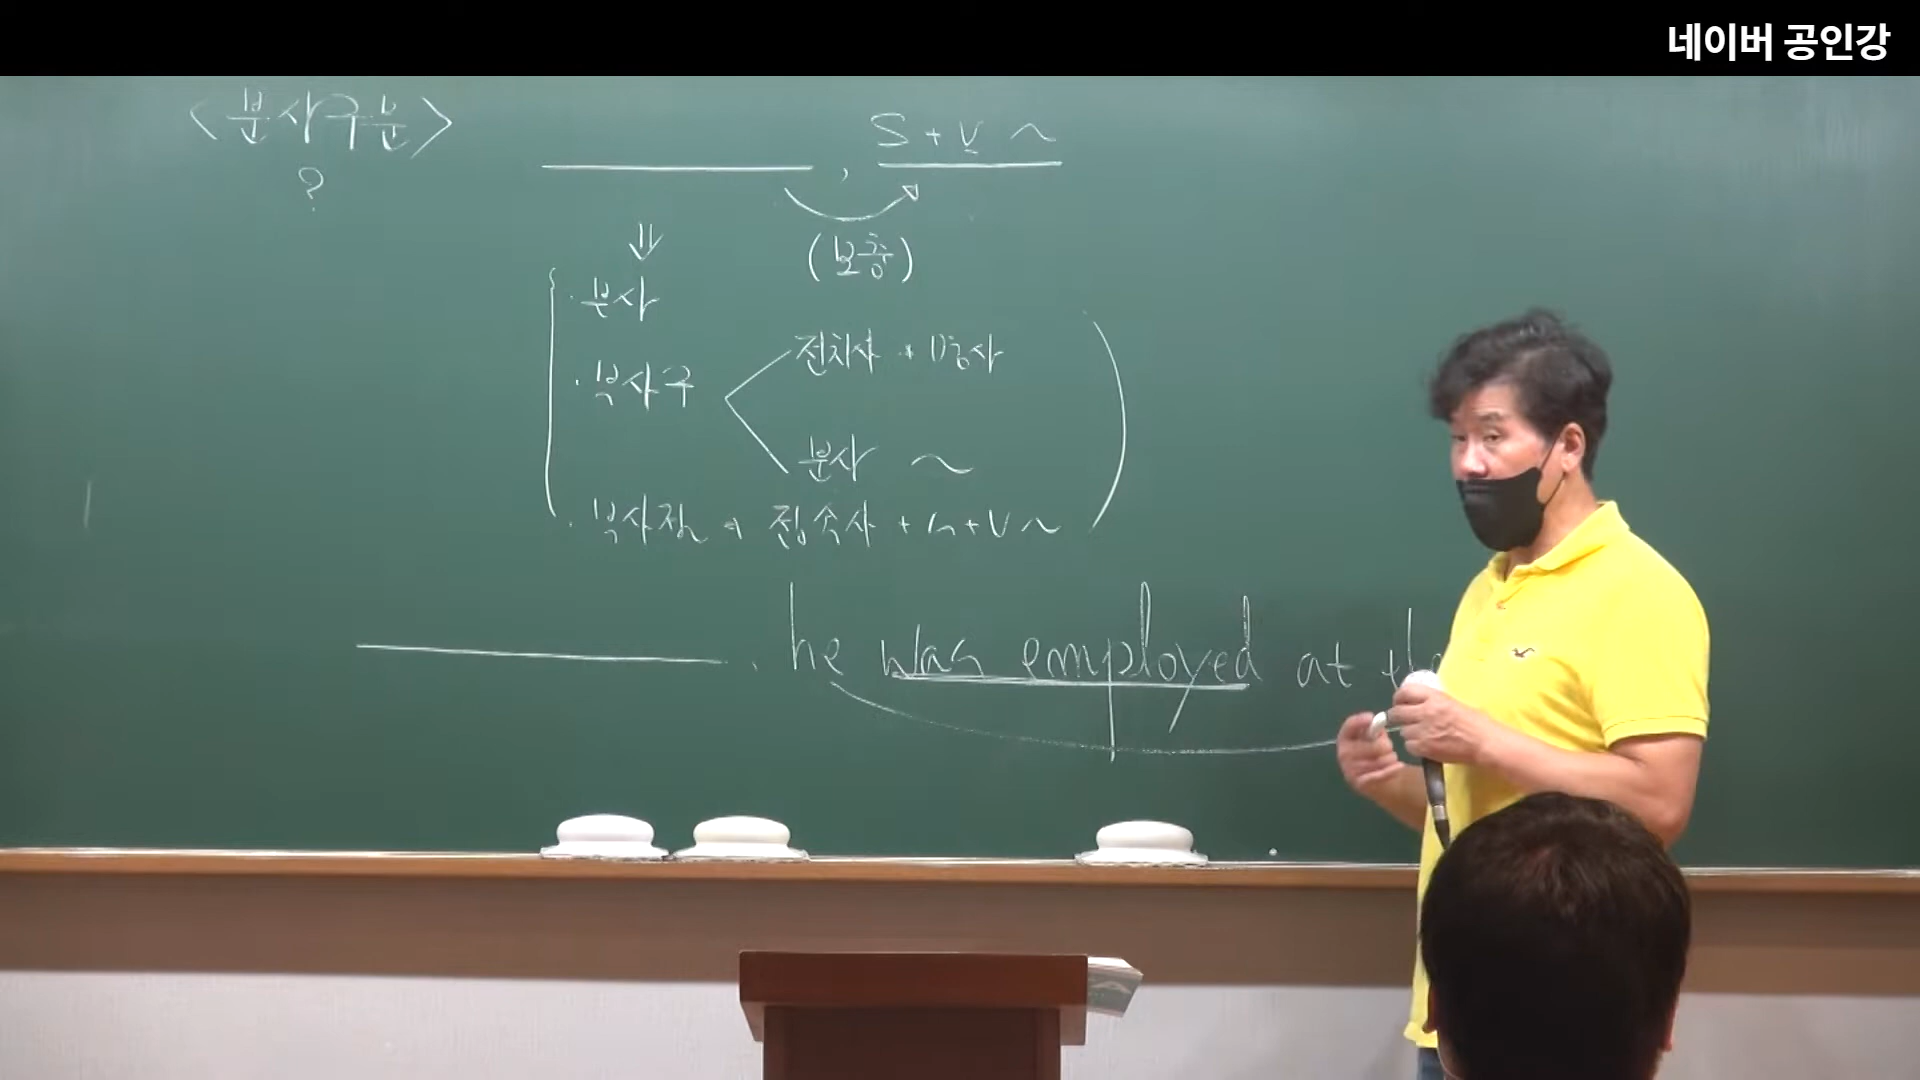 네이버 공인강
<분사구문>
?
, S + V ~
⇓ (보충)
· 분사
· 부사구
전치사 + 명사
분사 ~
· 부사절 → 접속사 + S + V ~
, he was employed at the